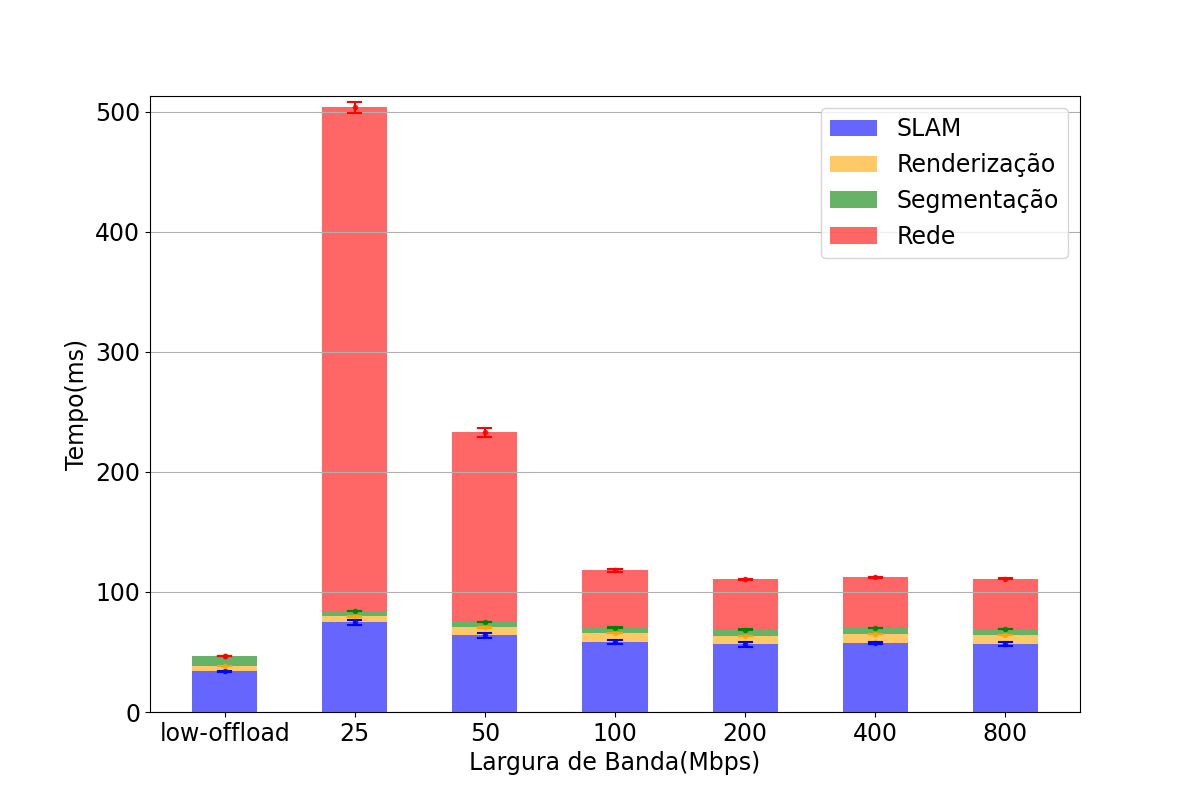 500
400
300
200
100
0
Tempo(ms)
SLAM
Renderização
Segmentação
Rede
low-offload 25 50 100 200 400 800
Largura de Banda(Mbps)